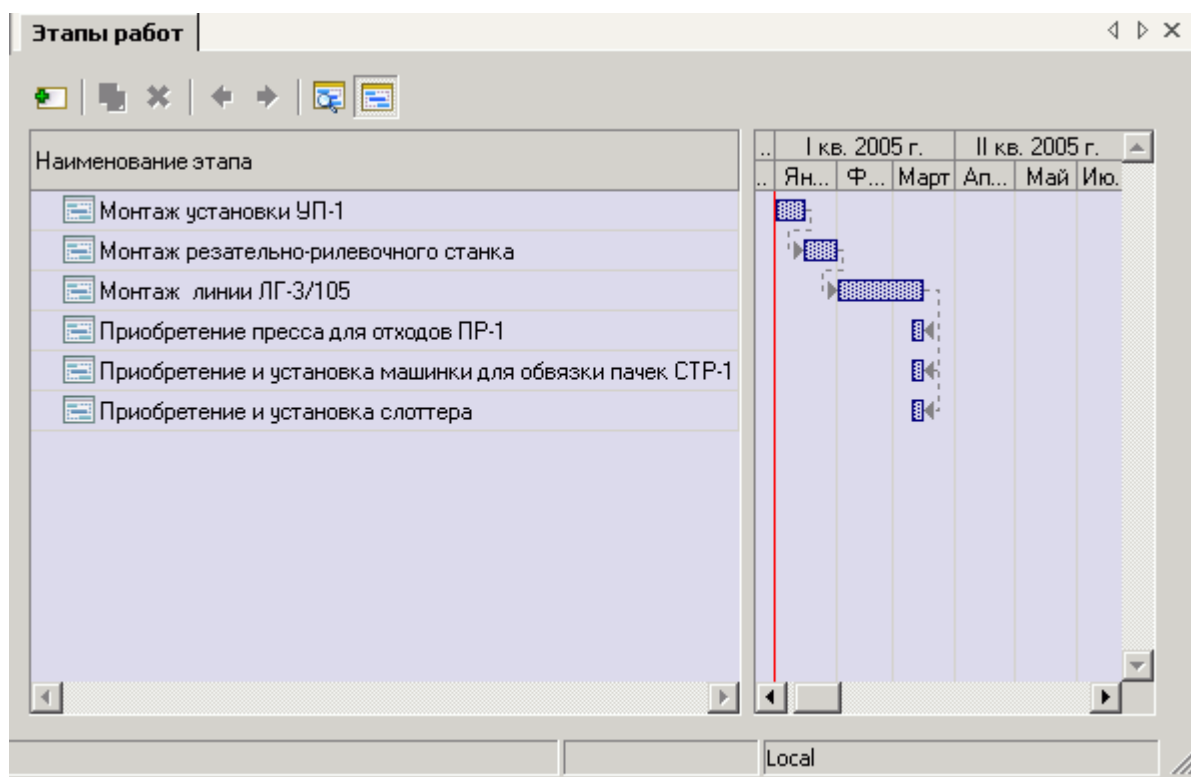 Этапы работ
Наименование этапа
.. I кв. 2005 г. II кв. 2005 г.
.. Ян... Ф... Март Ап... Май Ию.
Монтаж установки УП-1
Монтаж резательно-рилевочного станка
Монтаж линии ЛГ-3/105
Приобретение пресса для отходов ПР-1
Приобретение и установка машинки для обвязки пачек СТР-1
Приобретение и установка слоттера
Local